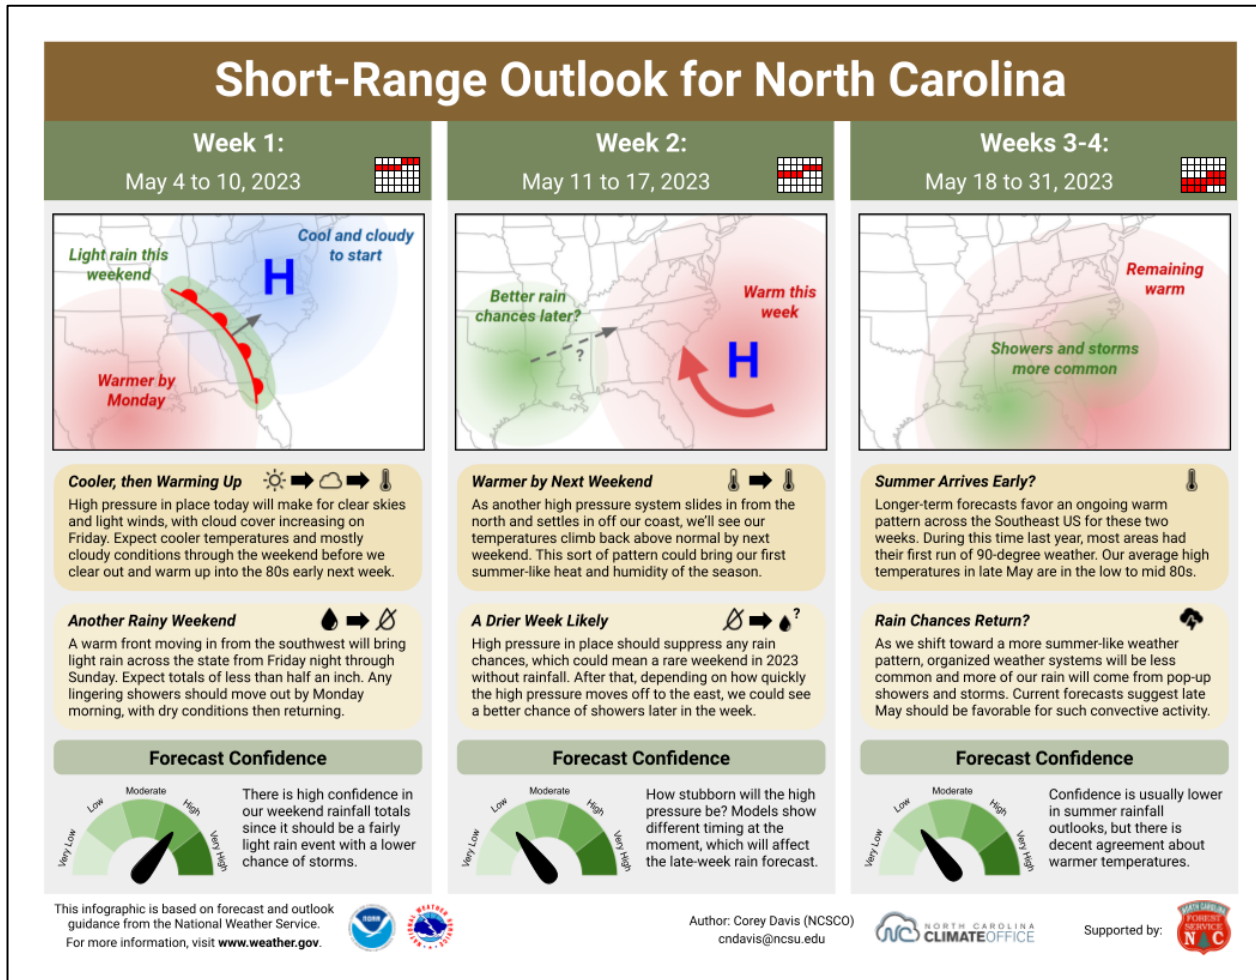 Short-Range Outlook for North Carolina
Week 1:
May 4 to 10, 2023
Light rain this
weekend
Cool and cloudy
to start
H
Warmer by
Monday
Cooler, then Warming Up
High pressure in place today will make for clear skies
and light winds, with cloud cover increasing on
Friday. Expect cooler temperatures and mostly
cloudy conditions through the weekend before we
clear out and warm up into the 80s early next week.
Another Rainy Weekend
A warm front moving in from the southwest will bring
light rain across the state from Friday night through
Sunday. Expect totals of less than half an inch. Any
lingering showers should move out by Monday
morning, with dry conditions then returning.
Forecast Confidence
Very Low
Low
Moderate
High
Very High
There is high confidence in
our weekend rainfall totals
since it should be a fairly
light rain event with a lower
chance of storms.
Week 2:
May 11 to 17, 2023
Better rain
chances later?
?
Warm this
week
H
Warmer by Next Weekend
As another high pressure system slides in from the
north and settles in off our coast, we'll see our
temperatures climb back above normal by next
weekend. This sort of pattern could bring our first
summer-like heat and humidity of the season.
A Drier Week Likely
?
High pressure in place should suppress any rain
chances, which could mean a rare weekend in 2023
without rainfall. After that, depending on how quickly
the high pressure moves off to the east, we could see
a better chance of showers later in the week.
Forecast Confidence
Very Low
Low
Moderate
High
Very High
How stubborn will the high
pressure be? Models show
different timing at the
moment, which will affect
the late-week rain forecast.
Weeks 3-4:
May 18 to 31, 2023
Remaining
warm
Showers and storms
more common
Summer Arrives Early?
Longer-term forecasts favor an ongoing warm
pattern across the Southeast US for these two
weeks. During this time last year, most areas had
their first run of 90-degree weather. Our average high
temperatures in late May are in the low to mid 80s.
Rain Chances Return?
As we shift toward a more summer-like weather
pattern, organized weather systems will be less
common and more of our rain will come from pop-up
showers and storms. Current forecasts suggest late
May should be favorable for such convective activity.
Forecast Confidence
Very Low
Low
Moderate
High
Very High
Confidence is usually lower
in summer rainfall
outlooks, but there is
decent agreement about
warmer temperatures.
This infographic is based on forecast and outlook
guidance from the National Weather Service.
For more information, visit www.weather.gov.
NOAA
NATIONAL WEATHER SERVICE
Author: Corey Davis (NCSCO)
cndavis@ncsu.edu
NC
NORTH CAROLINA
CLIMATEOFFICE
Supported by:
NORTH CAROLINA
FOREST
SERVICE
N C